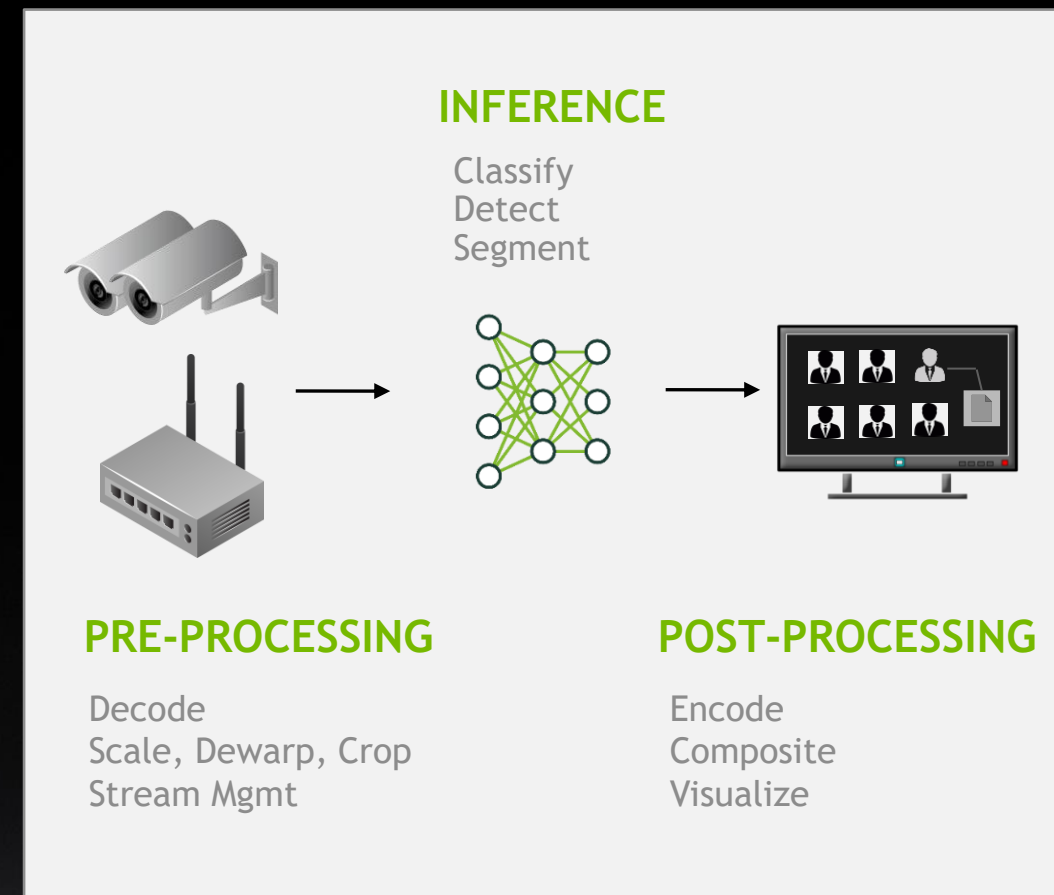 INFERENCE
Classify
Detect
Segment
PRE-PROCESSING
Decode
Scale, Dewarp, Crop
Stream Mgmt
POST-PROCESSING
Encode
Composite
Visualize